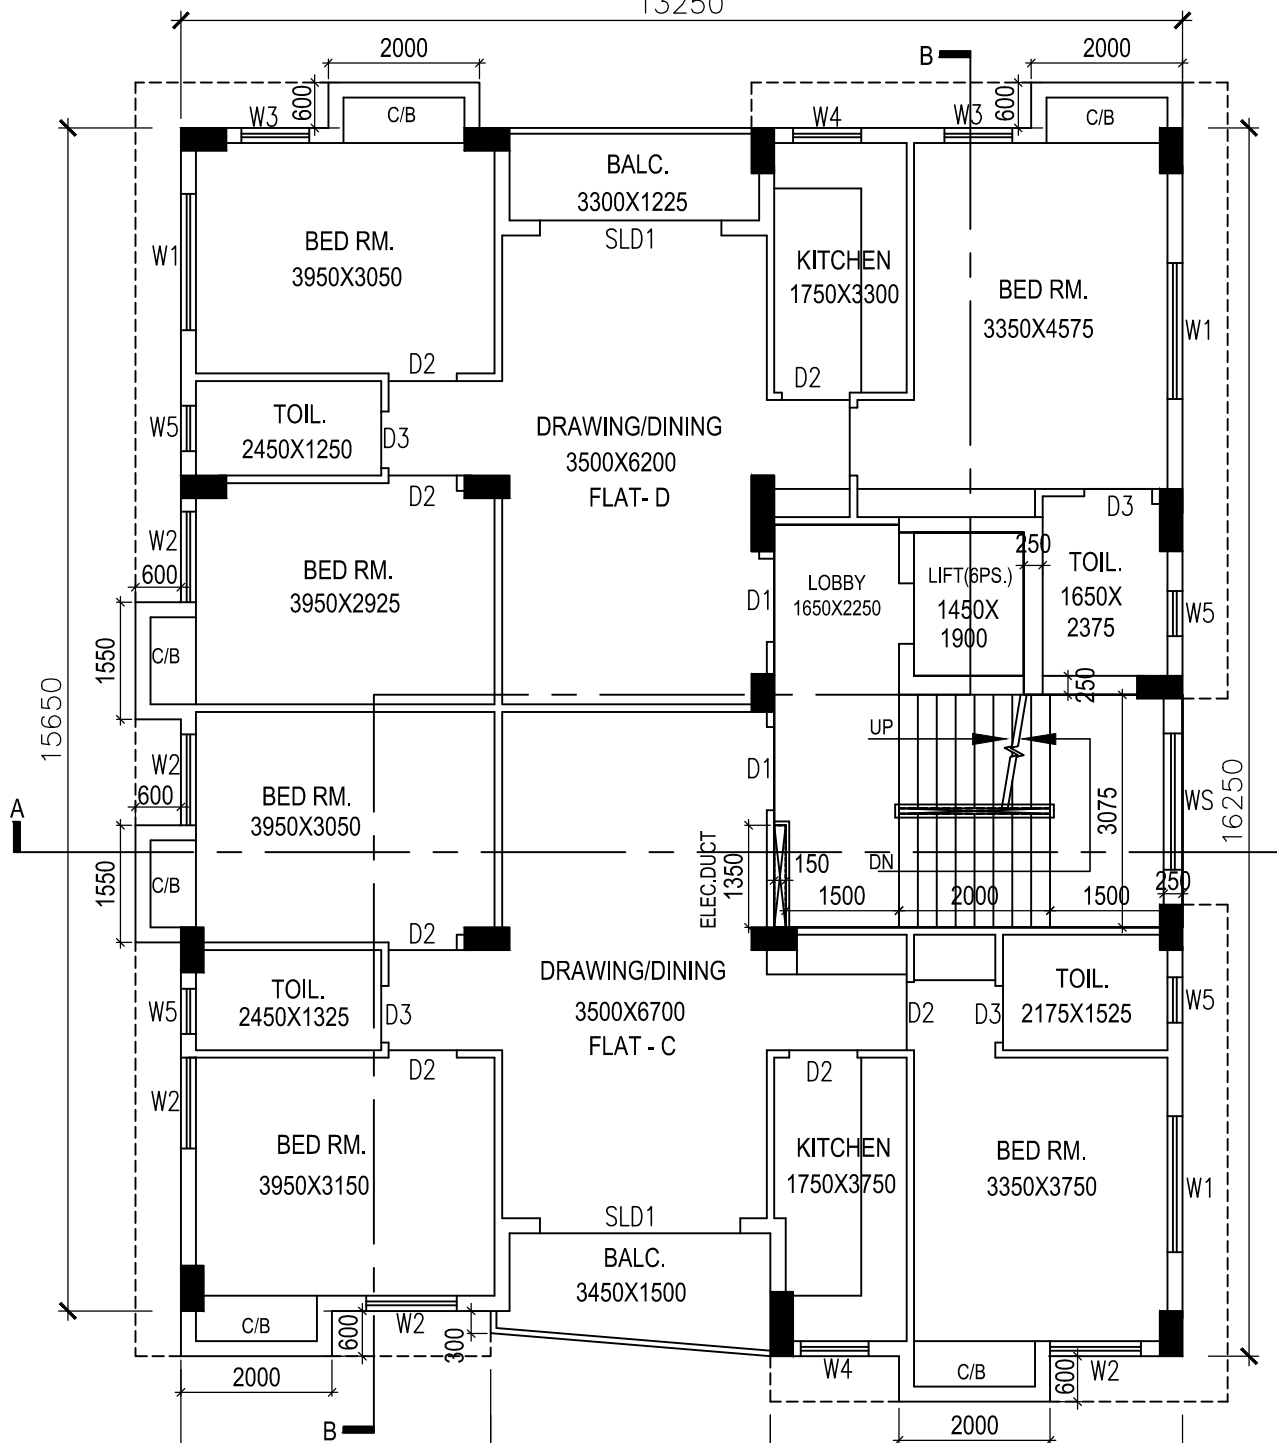 13250
2000
B
2000
600
W3
C/B
W4
W3
600
C/B
BALC.
3300X1225
SLD1
BED RM.
3950X3050
W1
KITCHEN
1750X3300
BED RM.
3350X4575
W1
D2
D2
TOIL.
2450X1250
W5
D3
DRAWING/DINING
3500X6200
FLAT- D
D2
D3
W2
600
BED RM.
3950X2925
LOBBY
1650X2250
LIFT(6PS.)
1450X
1900
250
TOIL.
1650X
2375
D1
W5
C/B
1550
250
15650
UP
W2
D1
600
BED RM.
3950X3050
3075
WS
16250
A
C/B
1550
ELEC.DUCT
1350
150
DN
1500
2000
1500
250
D2
TOIL.
2450X1325
W5
D3
DRAWING/DINING
3500X6700
FLAT - C
D2
D3
TOIL.
2175X1525
W5
D2
D2
W2
BED RM.
3950X3150
KITCHEN
1750X3750
BED RM.
3350X3750
W1
SLD1
BALC.
3450X1500
C/B
600
W2
300
W4
C/B
600
W2
2000
B
2000